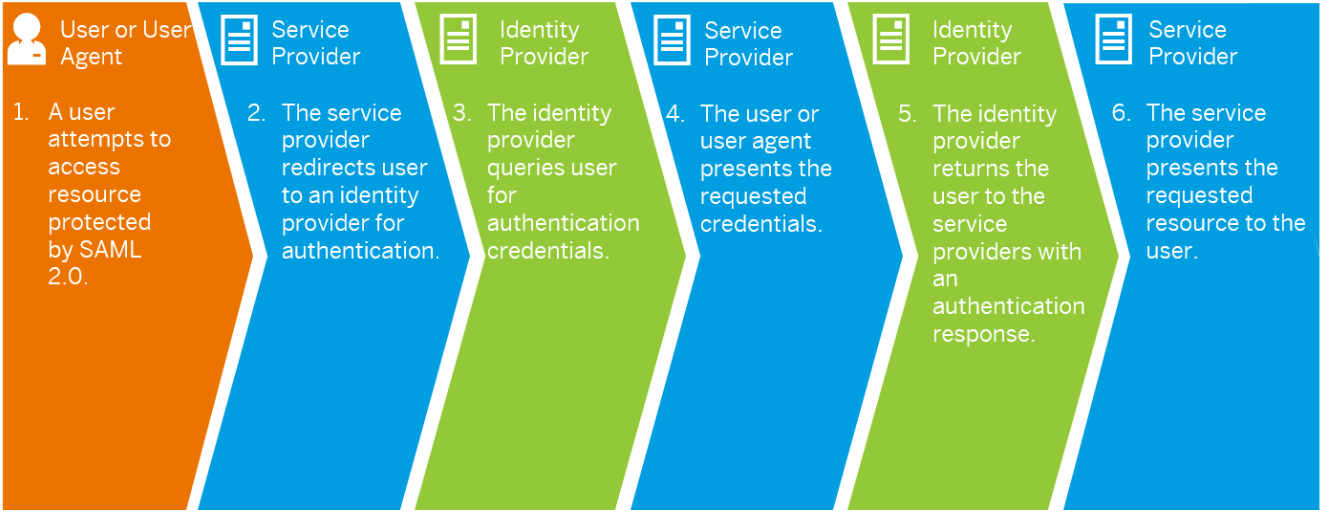 User or User
Agent
1. A user
attempts to
access
resource
protected
by SAML
2.0.
Service
Provider
2. The service
provider
redirects user
to an identity
provider for
authentication.
Identity
Provider
3. The identity
provider
queries user
for
authentication
credentials.
Service
Provider
4. The user or
user agent
presents the
requested
credentials.
Identity
Provider
5. The identity
provider
returns the
user to the
service
providers with
an
authentication
response.
Service
Provider
6. The service
provider
presents the
requested
resource to the
user.